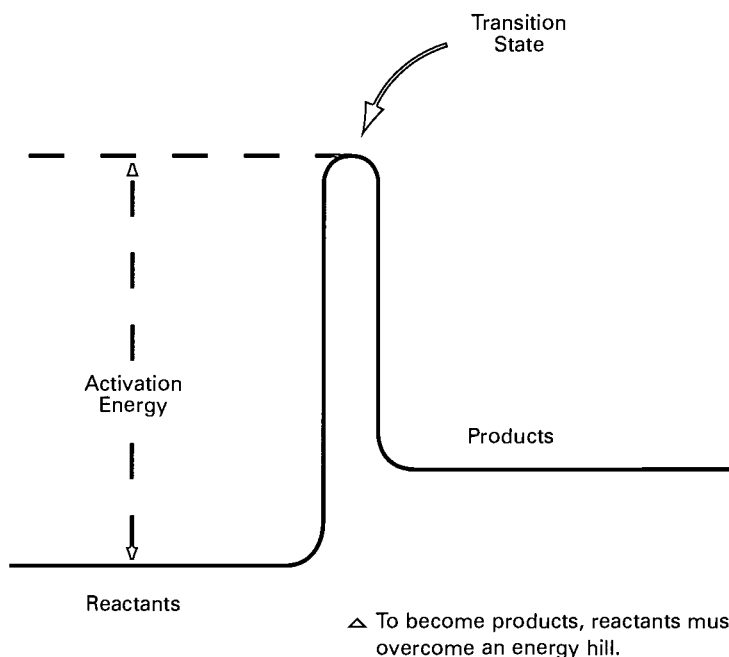 Transition
State
Activation
Energy
Products
Reactants
△ To become products, reactants mus
overcome an energy hill.